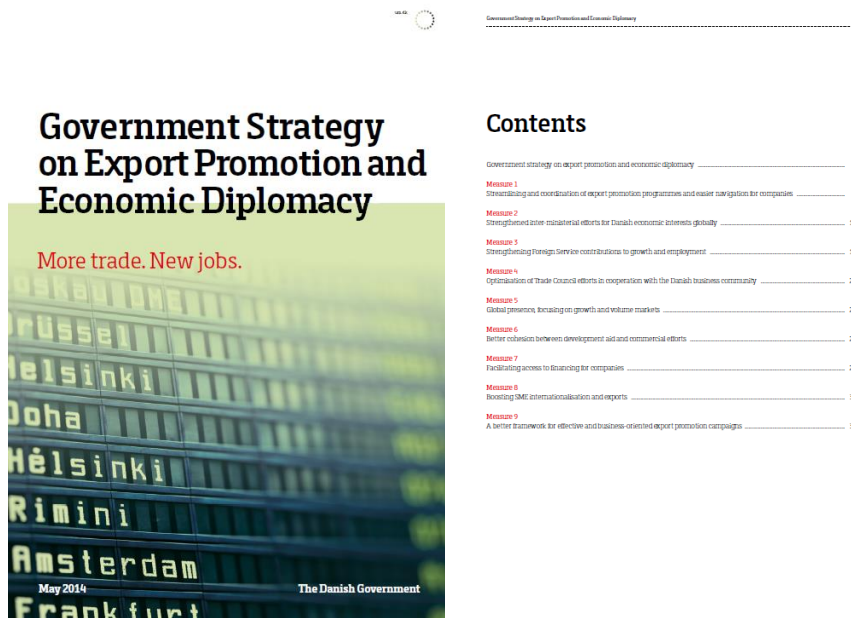 Government Strategy
on Export Promotion and
Economic Diplomacy
More trade. New jobs.
Moskau DME
Brüssel
Helsinki
Doha
Helsinki
Rimini
Amsterdam
Frankfurt
May 2014
The Danish Government
Government Strategy on Export Promotion and Economic Diplomacy
Contents
Government strategy on export promotion and economic diplomacy
Measure 1
Streamlining and coordination of export promotion programmes and easier navigation for companies
Measure 2
Strengthened inter-ministerial efforts for Danish economic interests globally
Measure 3
Strengthening Foreign Service contributions to growth and employment
Measure 4
Optimisation of Trade Council efforts in cooperation with the Danish business community
Measure 5
Global presence, focusing on growth and volume markets
Measure 6
Better cohesion between development aid and commercial efforts
Measure 7
Facilitating access to financing for companies
Measure 8
Boosting SME internationalisation and exports
Measure 9
A better framework for effective and business-oriented export promotion campaigns